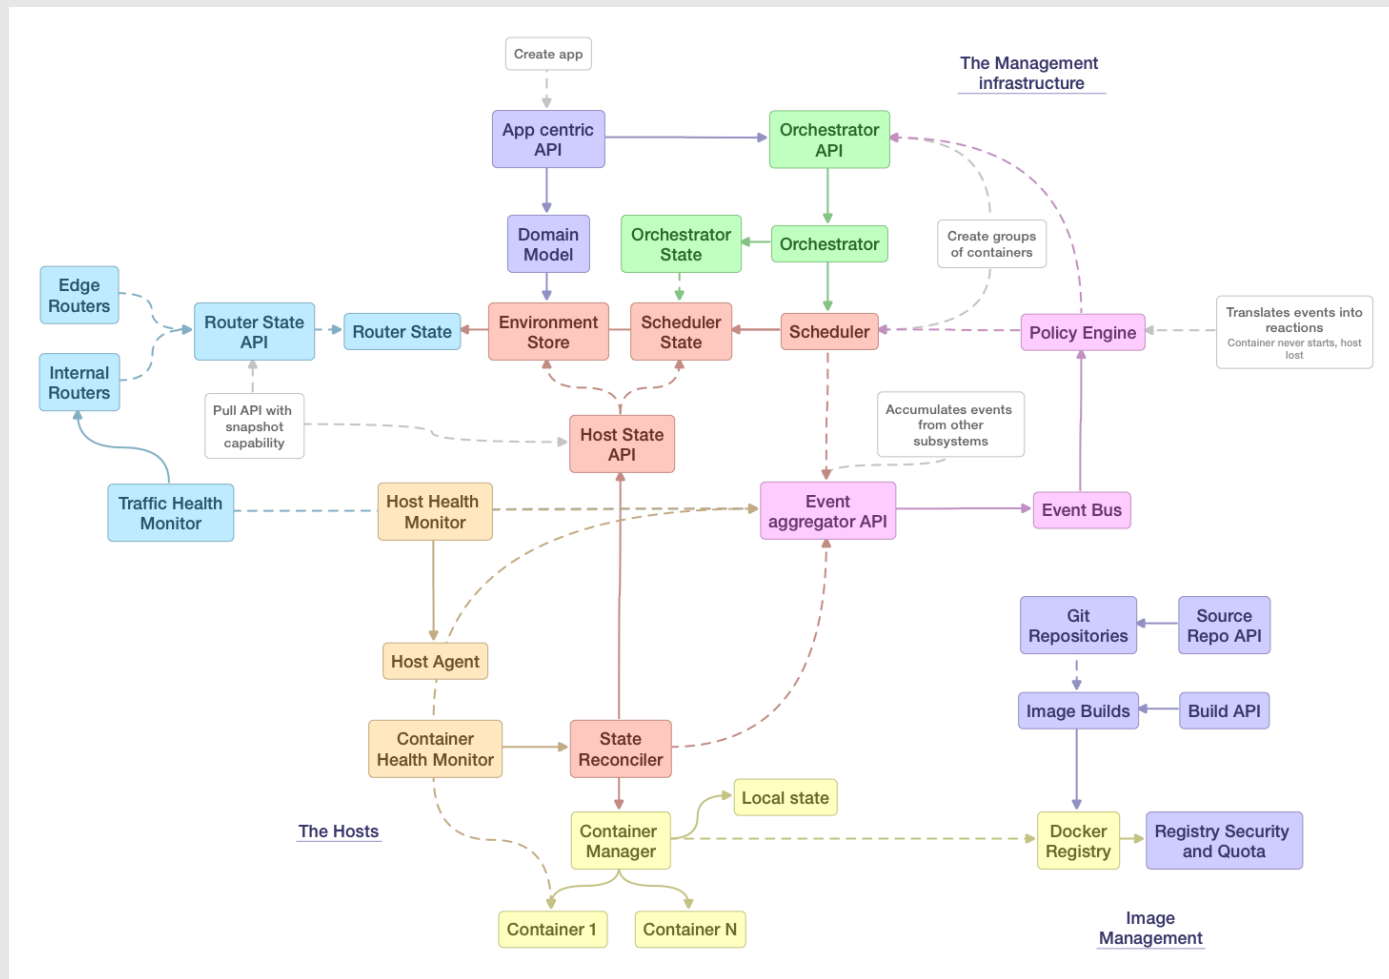 Create app
The Management
infrastructure
App centric
API
Orchestrator
API
Domain
Model
Orchestrator
State
Orchestrator
Create groups
of containers
Edge
Routers
Router State
API
Router State
Environment
Store
Scheduler
State
Scheduler
Policy Engine
Translates events into
reactions
Container never starts, host
lost
Internal
Routers
Pull API with
snapshot
capability
Host State
API
Accumulates events
from other
subsystems
Traffic Health
Monitor
Host Health
Monitor
Event
aggregator API
Event Bus
Git
Repositories
Source
Repo API
Host Agent
Image Builds
Build API
Container
Health Monitor
State
Reconciler
Local state
The Hosts
Container
Manager
Docker
Registry
Registry Security
and Quota
Container 1
Container N
Image
Management